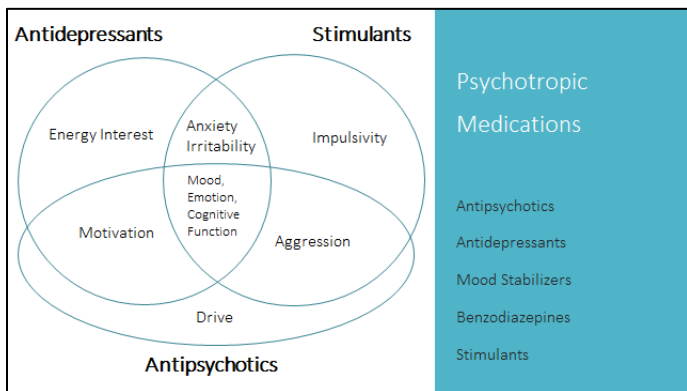 Antidepressants
Stimulants
Energy Interest
Anxiety
Irritability
Impulsivity
Mood,
Emotion,
Cognitive
Function
Motivation
Aggression
Drive
Antipsychotics
Psychotropic
Medications
Antipsychotics
Antidepressants
Mood Stabilizers
Benzodiazepines
Stimulants